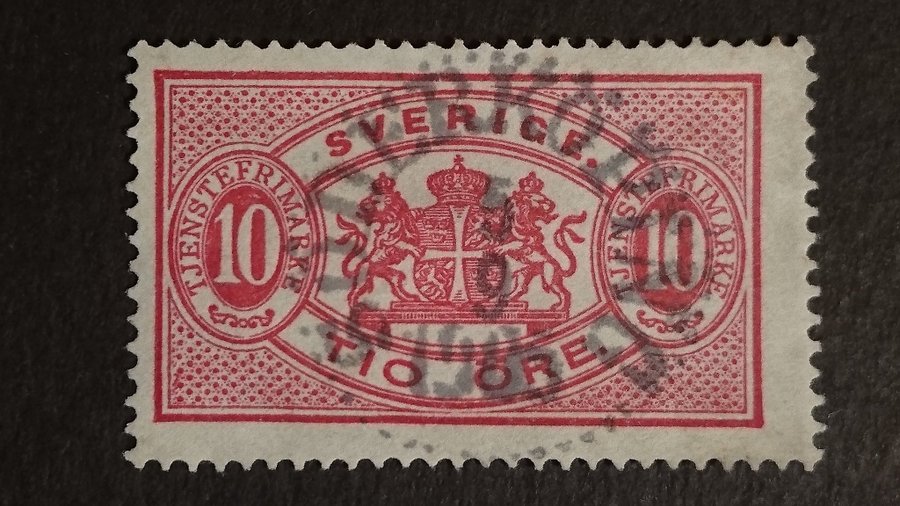 SVERIGE.
TJENSTEFRIMARKE
10
TJENSTEFRIMARKE
10
TIO ÖRE.